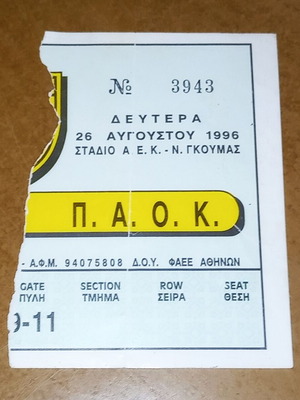 № 3943
ΔΕΥΤΕΡΑ
26 ΑΥΓΟΥΣΤΟΥ 1996
ΣΤΑΔΙΟ Α Ε.Κ. - Ν. ΓΚΟΥΜΑΣ
Π. Α. Ο. Κ.
- Α.Φ.Μ. 94075808 Δ.Ο.Υ. ΦΑΕΕ ΑΘΗΝΩΝ
GATE SECTION ROW SEAT
ΠΥΛΗ ΤΜΗΜΑ ΣΕΙΡΑ ΘΕΣΗ
9-11